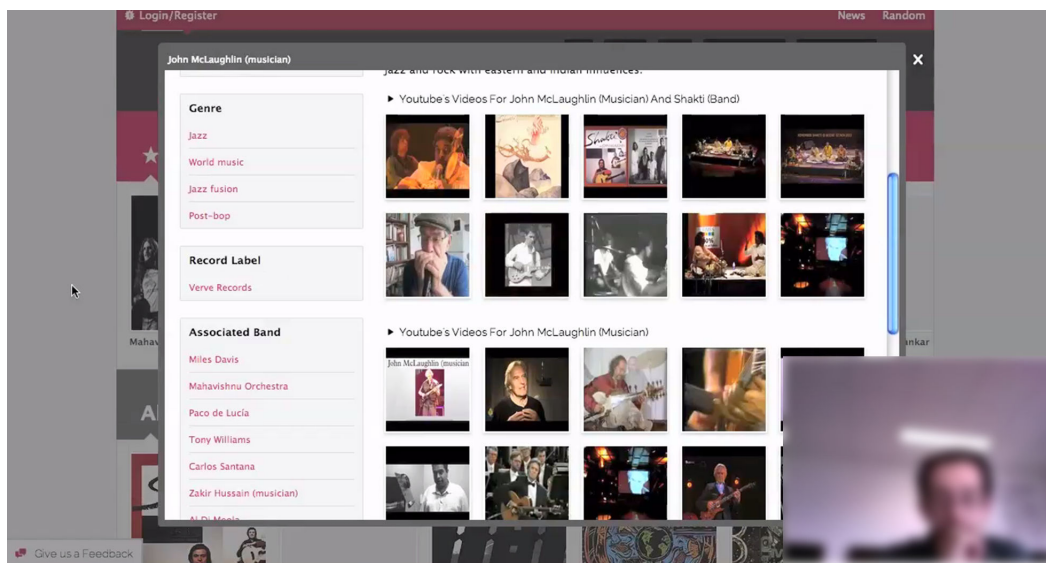 Login/Register
News Random
John McLaughlin (musician)
jazz and rock with eastern and indian influences.
Genre
Jazz
World music
Jazz fusion
Post-bop
Record Label
Verve Records
Associated Band
Miles Davis
Mahavishnu Orchestra
Paco de Lucía
Tony Williams
Carlos Santana
Zakir Hussain (musician)
Youtube's Videos For John McLaughlin (Musician) And Shakti (Band)
Shakti
Youtube's Videos For John McLaughlin (Musician)
John McLaughlin (musician
Mahav
ankar
Give us a Feedback